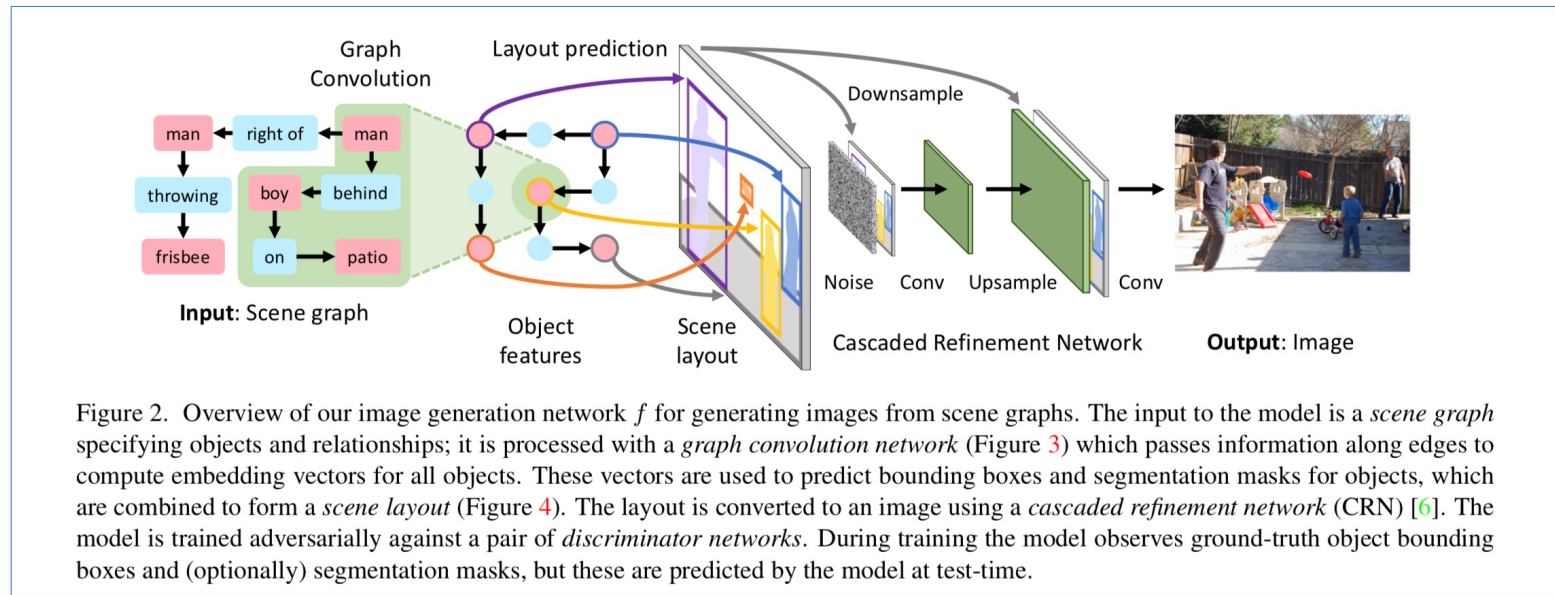 Graph
Convolution
Layout prediction
Downsample
man
right of
man
throwing
boy
behind
frisbee
on
patio
Noise
Conv
Upsample
Conv
Input: Scene graph
Object
features
Scene
layout
Cascaded Refinement Network
Output: Image
Figure 2. Overview of our image generation network f for generating images from scene graphs. The input to the model is a scene graph
specifying objects and relationships; it is processed with a graph convolution network (Figure 3) which passes information along edges to
compute embedding vectors for all objects. These vectors are used to predict bounding boxes and segmentation masks for objects, which
are combined to form a scene layout (Figure 4). The layout is converted to an image using a cascaded refinement network (CRN) [6]. The
model is trained adversarially against a pair of discriminator networks. During training the model observes ground-truth object bounding
boxes and (optionally) segmentation masks, but these are predicted by the model at test-time.